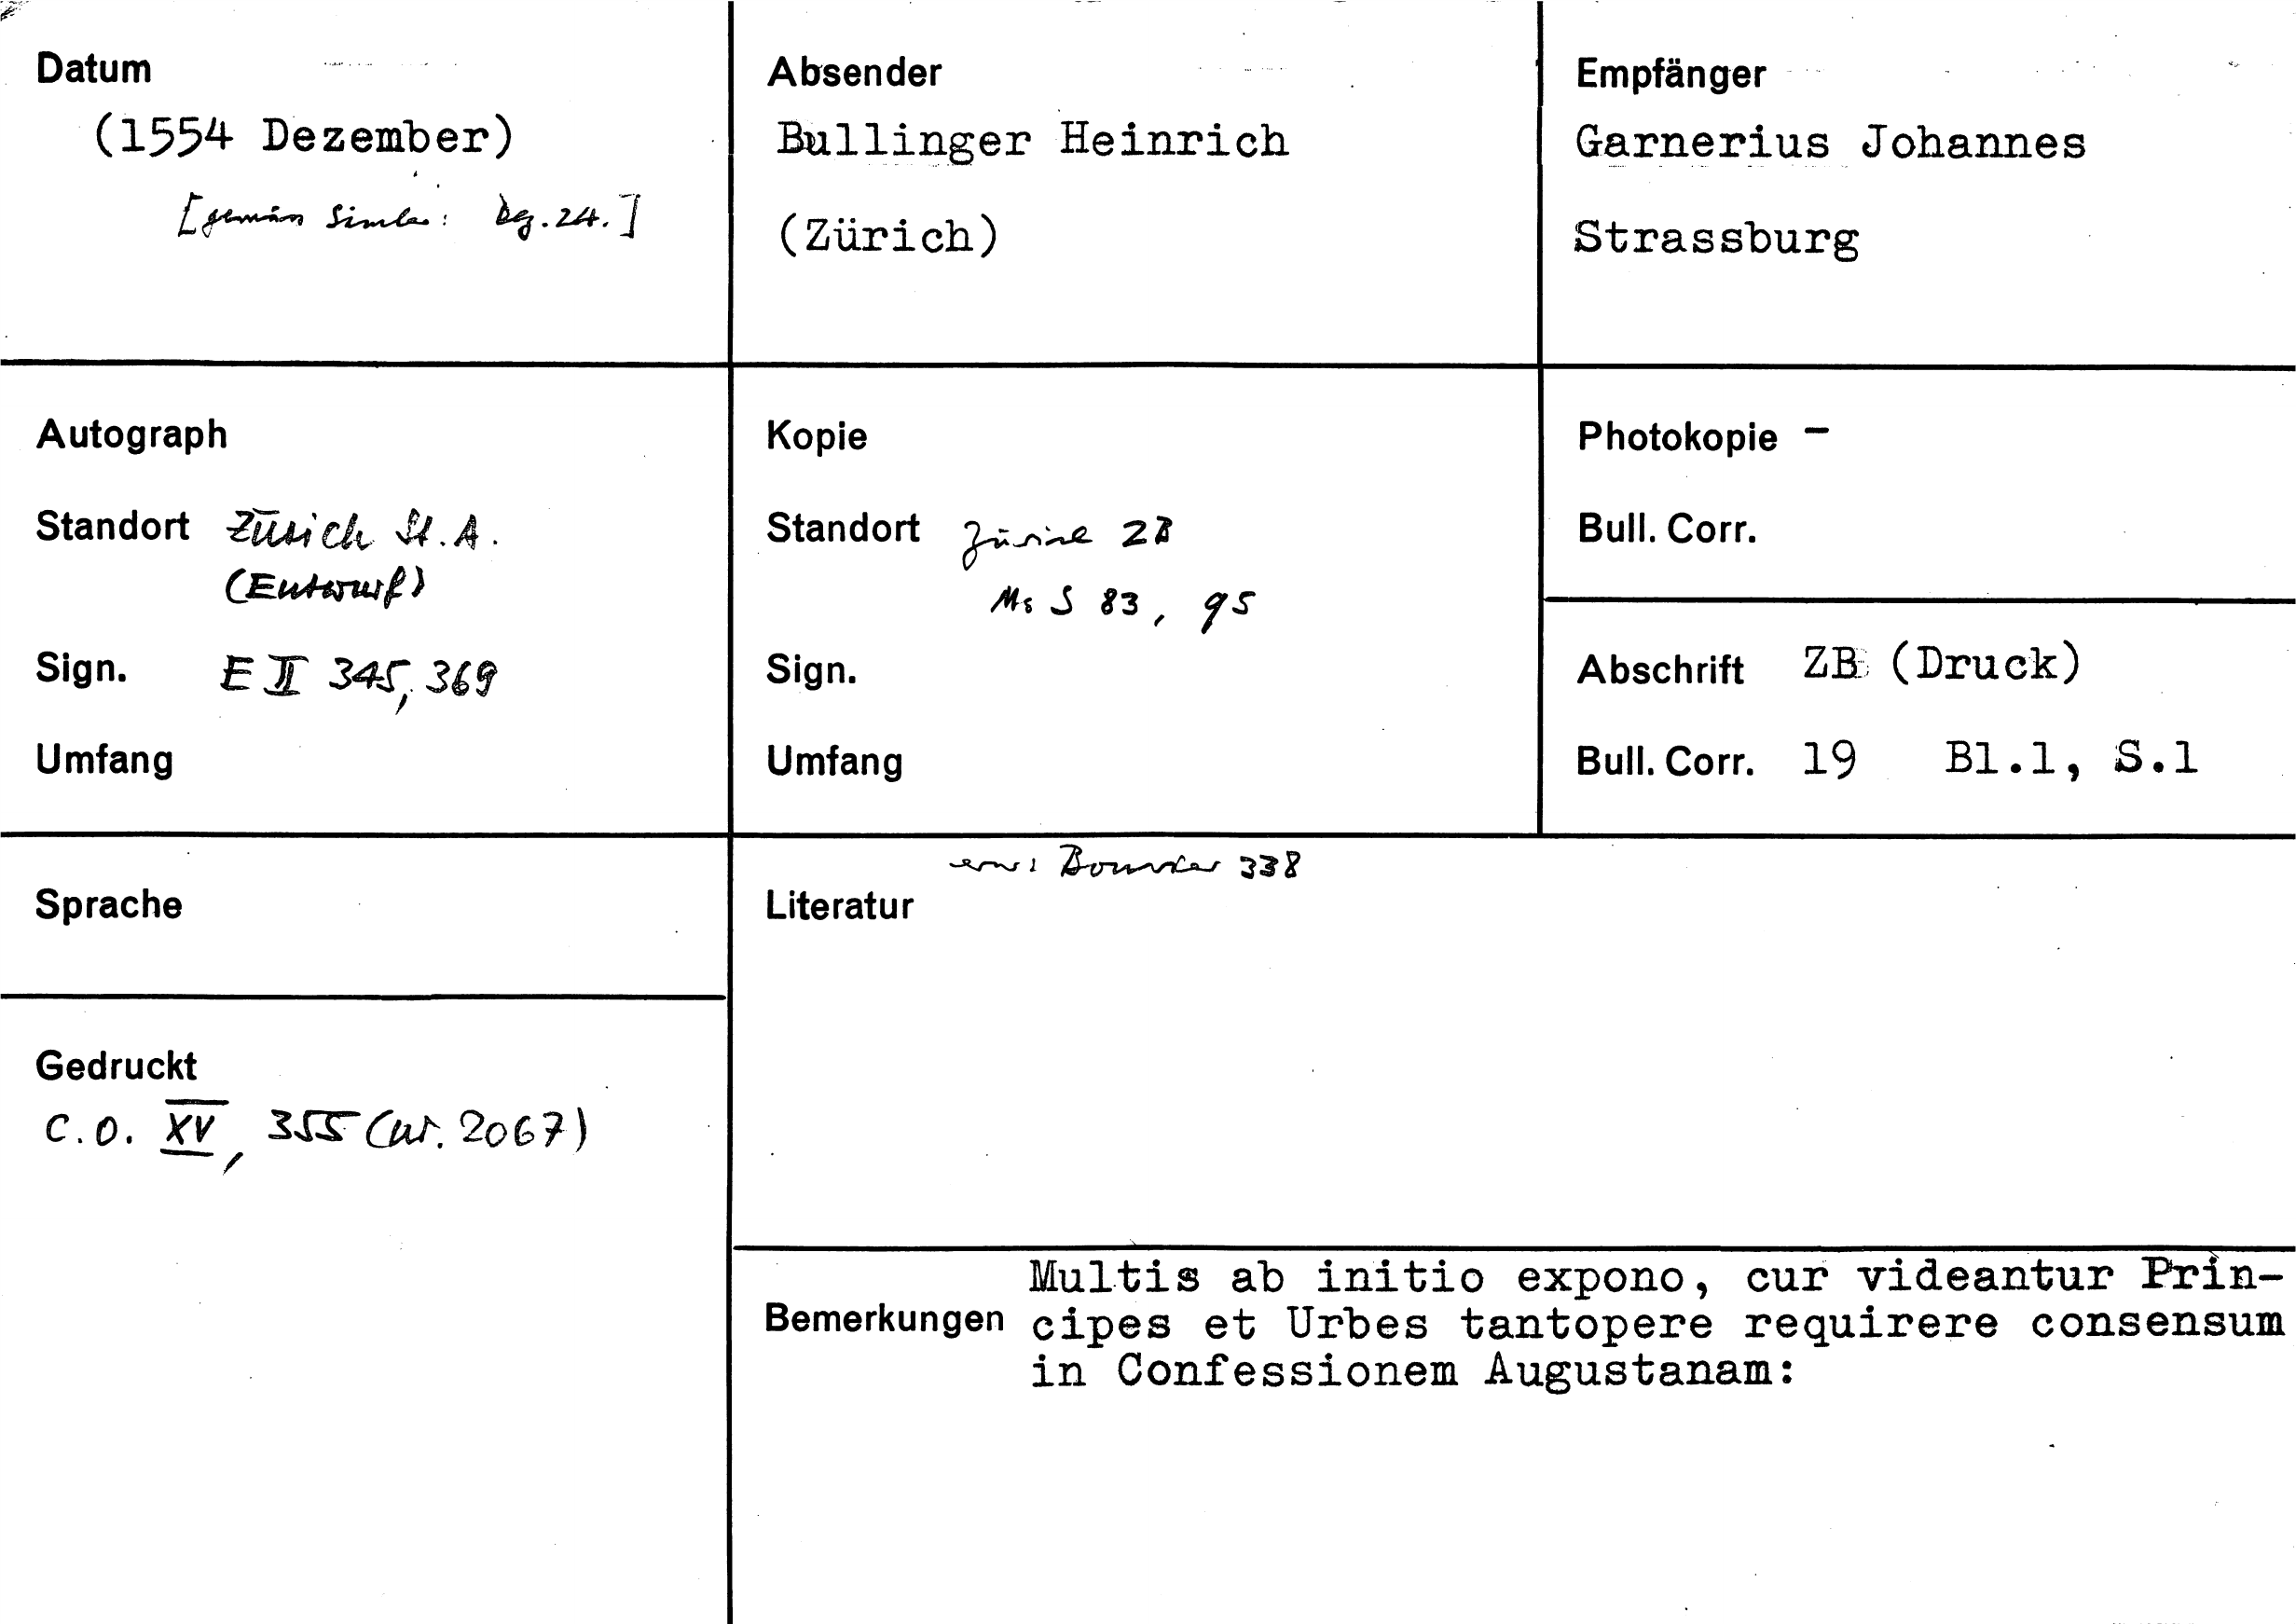 Datum
(1554 Dezember)
[gemäss Simler: Dez. 24.]
Absender
Bullinger Heinrich
(Zürich)
Empfänger
Garnerius Johannes
Strassburg
Autograph
Standort Zürich St. A.
(Entwurf)
Sign. E II 345, 369
Umfang
Kopie
Standort Zürich ZB
Ms S 83, 95
Sign.
Umfang
Photokopie -
Bull. Corr.
Abschrift ZB (Druck)
Bull. Corr. 19 Bl.1, S.1
Sprache
Gedruckt
C.O. XV, 355 (nr. 2067)
338
Literatur
Bemerkungen
Multis ab initio expono, cur videantur Prin-
cipes et Urbes tantopere requirere consensum
in Confessionem Augustanam: